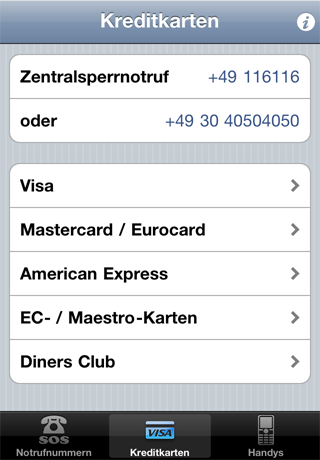 Kreditkarten
Zentralsperrnotruf +49 116116
oder +49 30 40504050
Visa
Mastercard / Eurocard
American Express
EC- / Maestro-Karten
Diners Club
SOS VISA
Notrufnummern Kreditkarten Handys